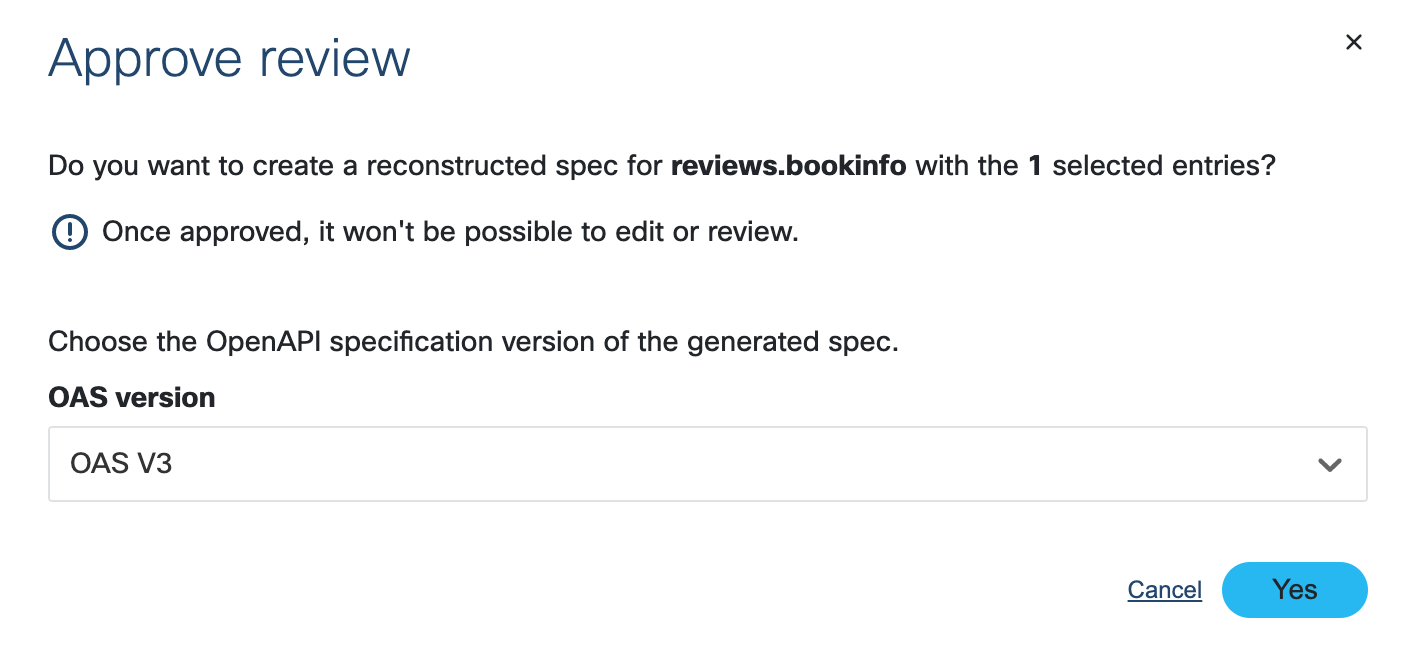 Approve review
Do you want to create a reconstructed spec for reviews.bookinfo with the 1 selected entries?
Once approved, it won't be possible to edit or review.
Choose the OpenAPI specification version of the generated spec.
OAS version
OAS V3
Cancel
Yes